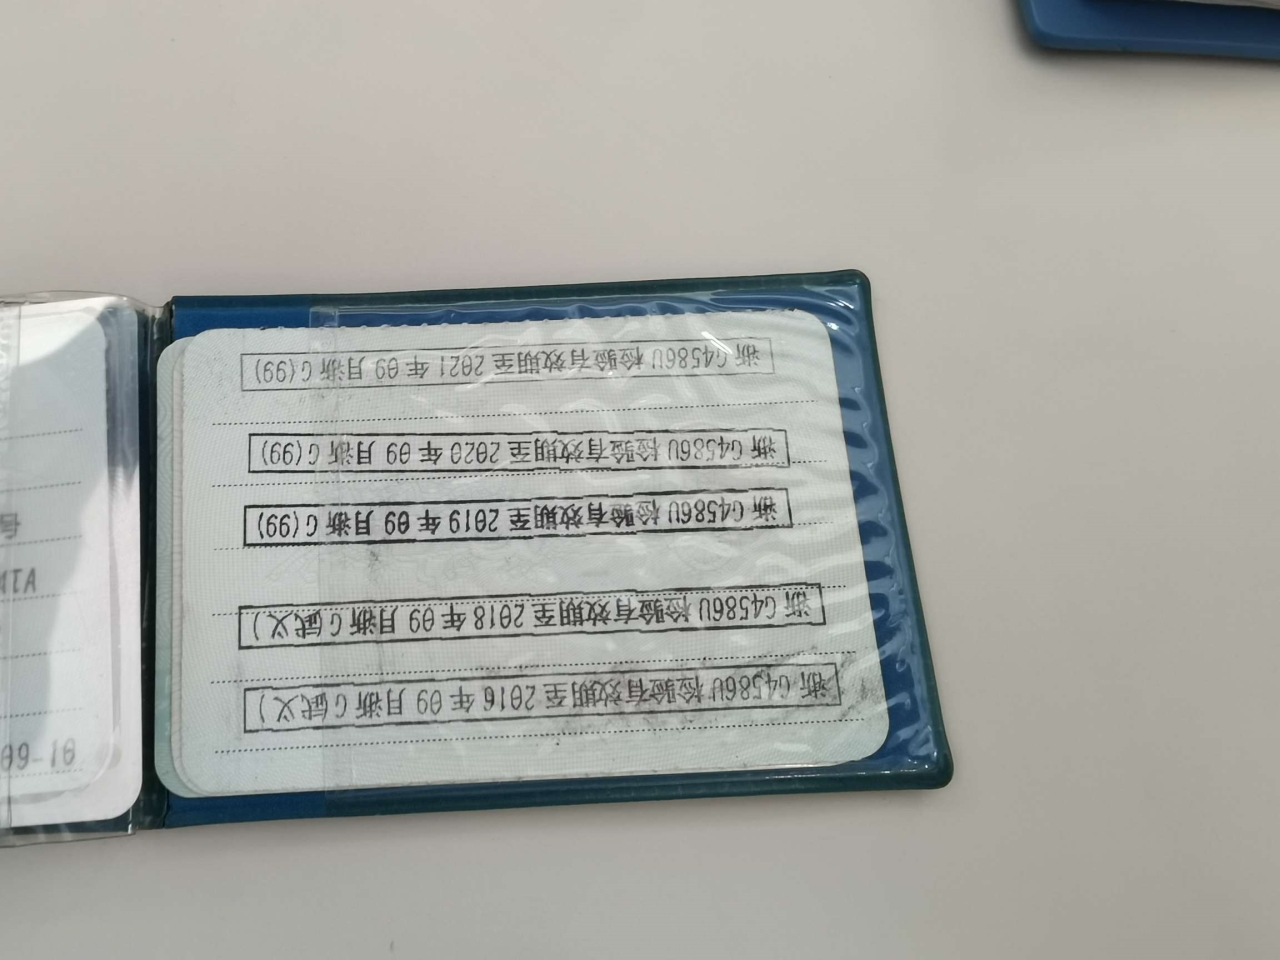 浙G4586U检验有效期至2016年09月浙G(武义)
浙G4586U检验有效期至2018年09月浙G(武义)
浙G4586U检验有效期至2019年09月浙G(99)
浙G4586U检验有效期至2020年09月浙G(99)
浙G4586U检验有效期至2021年09月浙G(99)
09-10